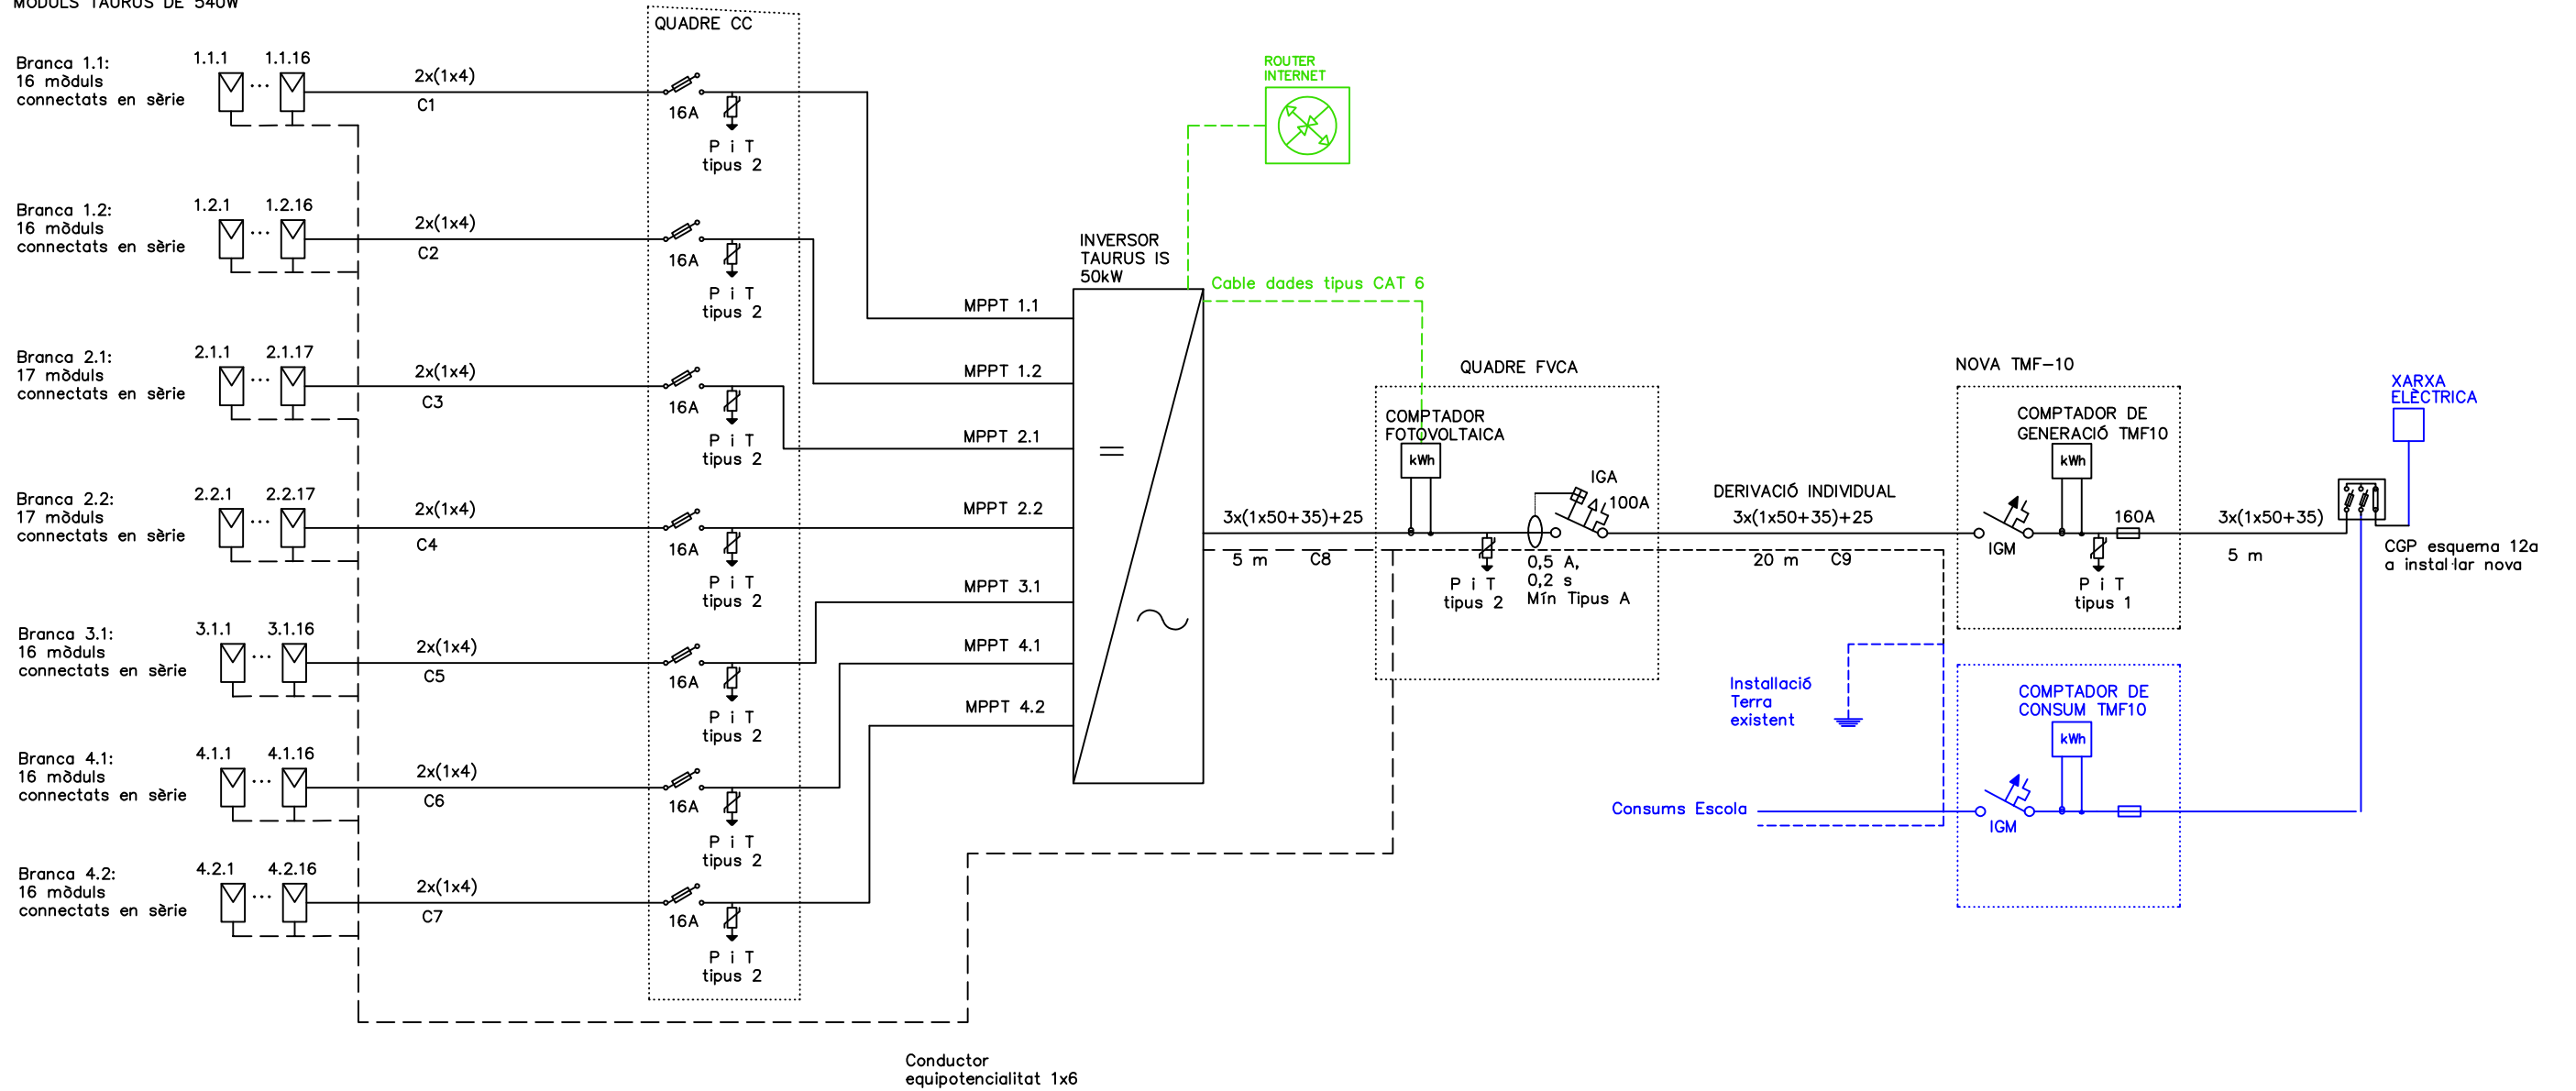 MÒDULS TAURUS DE 540W
QUADRE CC
Branca 1.1:
16 mòduls
connectats en sèrie
1.1.1
1.1.16
2x(1x4)
C1
16A
P i T
tipus 2
Branca 1.2:
16 mòduls
connectats en sèrie
1.2.1
1.2.16
2x(1x4)
C2
16A
P i T
tipus 2
Branca 2.1:
17 mòduls
connectats en sèrie
2.1.1
2.1.17
2x(1x4)
C3
16A
P i T
tipus 2
Branca 2.2:
17 mòduls
connectats en sèrie
2.2.1
2.2.17
2x(1x4)
C4
16A
P i T
tipus 2
Branca 3.1:
16 mòduls
connectats en sèrie
3.1.1
3.1.16
2x(1x4)
C5
16A
P i T
tipus 2
Branca 4.1:
16 mòduls
connectats en sèrie
4.1.1
4.1.16
2x(1x4)
C6
16A
P i T
tipus 2
Branca 4.2:
16 mòduls
connectats en sèrie
4.2.1
4.2.16
2x(1x4)
C7
16A
P i T
tipus 2
Conductor
equipotencialitat 1x6
INVERSOR
TAURUS IS
50kW
MPPT 1.1
MPPT 1.2
MPPT 2.1
MPPT 2.2
MPPT 3.1
MPPT 4.1
MPPT 4.2
ROUTER
INTERNET
Cable dades tipus CAT 6
3x(1x50+35)+25
5 m
C8
QUADRE FVCA
COMPTADOR
FOTOVOLTAICA
kWh
P i T
tipus 2
IGA
100A
0,5 A,
0,2 s
Mín Tipus A
DERIVACIÓ INDIVIDUAL
3x(1x50+35)+25
20 m
C9
NOVA TMF-10
COMPTADOR DE
GENERACIÓ TMF10
kWh
IGM
P i T
tipus 1
160A
3x(1x50+35)
5 m
XARXA
ELÈCTRICA
CGP esquema 12a
a instal·lar nova
Installació
Terra
existent
COMPTADOR DE
CONSUM TMF10
kWh
IGM
Consums Escola